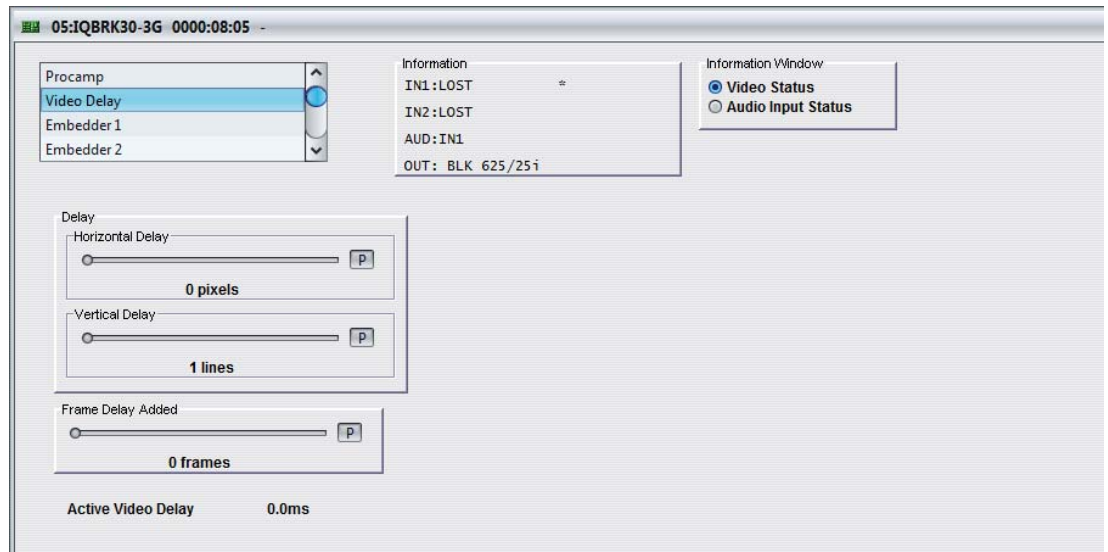 05:IQBRK30-3G 0000:08:05 -
Procamp
Video Delay
Embedder 1
Embedder 2
Information
IN1:LOST *
IN2:LOST
AUD:IN1
OUT: BLK 625/25i
Information Window
Video Status
Audio Input Status
Delay
Horizontal Delay
P
0 pixels
Vertical Delay
P
1 lines
Frame Delay Added
P
0 frames
Active Video Delay 0.0ms